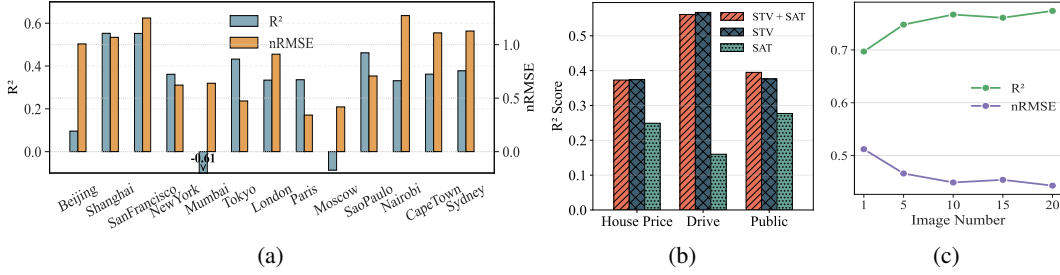 0.6
0.4
0.2
0.0
R²
R²
nRMSE
-0.61
1.0
0.5
0.0
nRMSE
Beijing
Shanghai
SanFrancisco
NewYork
Mumbai
Tokyo
London
Paris
Moscow
SaoPaulo
Nairobi
CapeTown
Sydney
(a)
0.5
0.4
0.3
0.2
0.1
0.0
R² Score
STV + SAT
STV
SAT
House Price Drive Public
(b)
0.7
0.5
R²
nRMSE
1 5 10 15 20
Image Number
(c)